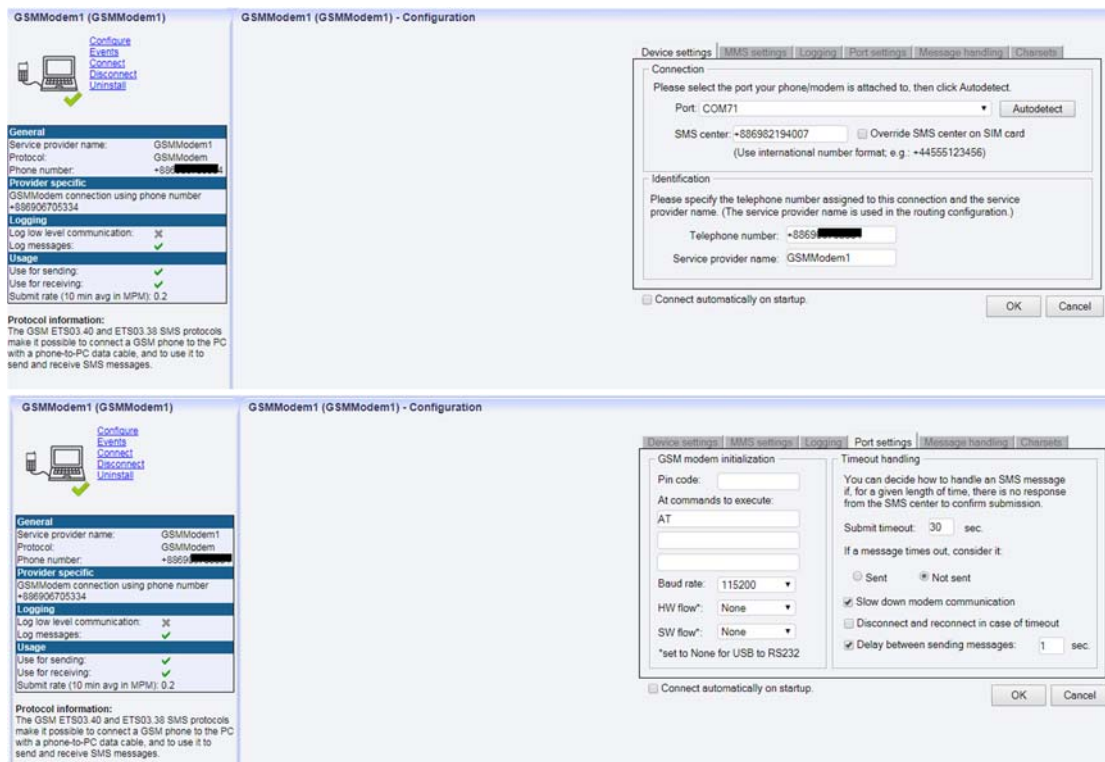 GSMModem1 (GSMModem1)
Configure
Events
Connect
Disconnect
Uninstall
General
Service provider name: GSMModem1
Protocol: GSMModem
Phone number: +886 4
Provider specific
GSMModem connection using phone number
+886906705334
Logging
Log low level communication:
Log messages:
Usage
Use for sending:
Use for receiving:
Submit rate (10 min avg in MPM): 0.2
Protocol information:
The GSM ETS03.40 and ETS03.38 SMS protocols
make it possible to connect a GSM phone to the PC
with a phone-to-PC data cable, and to use it to
send and receive SMS messages.
GSMModem1 (GSMModem1) - Configuration
Device settings MMS settings Logging Port settings Message handling Charsets
Connection
Please select the port your phone/modem is attached to, then click Autodetect.
Port: COM71 Autodetect
SMS center: +886982194007 Override SMS center on SIM card
(Use international number format; e.g.: +44555123456)
Identification
Please specify the telephone number assigned to this connection and the service
provider name. (The service provider name is used in the routing configuration.)
Telephone number: +8869
Service provider name: GSMModem1
Connect automatically on startup.
OK Cancel
GSMModem1 (GSMModem1)
Configure
Events
Connect
Disconnect
Uninstall
General
Service provider name: GSMModem1
Protocol: GSMModem
Phone number: +8869
Provider specific
GSMModem connection using phone number
+886906705334
Logging
Log low level communication:
Log messages:
Usage
Use for sending:
Use for receiving:
Submit rate (10 min avg in MPM): 0.2
Protocol information:
The GSM ETS03.40 and ETS03.38 SMS protocols
make it possible to connect a GSM phone to the PC
with a phone-to-PC data cable, and to use it to
send and receive SMS messages.
GSMModem1 (GSMModem1) - Configuration
Device settings MMS settings Logging Port settings Message handling Charsets
GSM modem initialization
Pin code:
At commands to execute:
AT
Baud rate: 115200
HW flow*: None
SW flow*: None
*set to None for USB to RS232
Timeout handling
You can decide how to handle an SMS message
if, for a given length of time, there is no response
from the SMS center to confirm submission.
Submit timeout: 30 sec.
If a message times out, consider it:
Sent Not sent
Slow down modem communication
Disconnect and reconnect in case of timeout
Delay between sending messages: 1 sec.
Connect automatically on startup.
OK Cancel